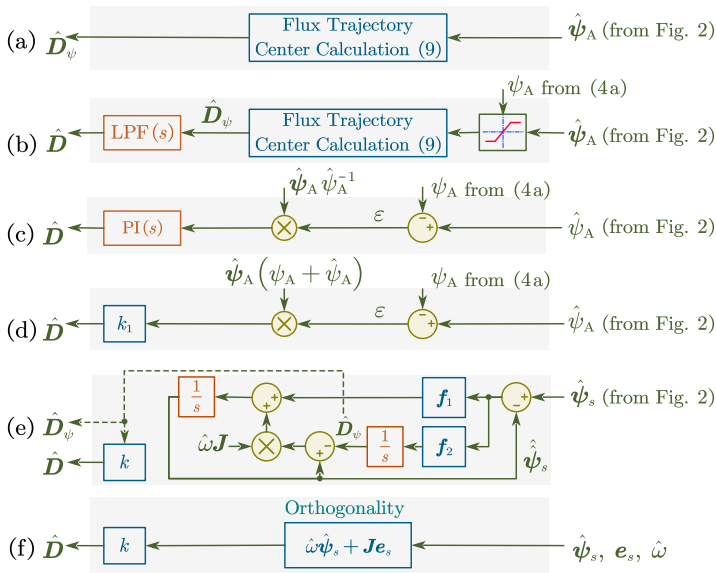 (a) D̂_ψ Flux Trajectory ψ̂_A (from Fig. 2)
Center Calculation (9)
ψ_A from (4a)
(b) D̂ LPF(s) D̂_ψ Flux Trajectory ψ̂_A (from Fig. 2)
Center Calculation (9)
ψ̂_A ψ̂_A^{-1} ψ_A from (4a)
(c) D̂ PI(s) × ε − + ψ̂_A (from Fig. 2)
ψ̂_A(ψ_A + ψ̂_A) ψ_A from (4a)
(d) D̂ k_1 × ε − + ψ̂_A (from Fig. 2)
1/s + + f_1 + − ψ̂_s (from Fig. 2)
(e) D̂_ψ D̂ k ω̂J × + − D̂_ψ 1/s f_2 ψ̂̂_s
Orthogonality
(f) D̂ k ω̂ψ̂_s + Je_s ψ̂_s, e_s, ω̂